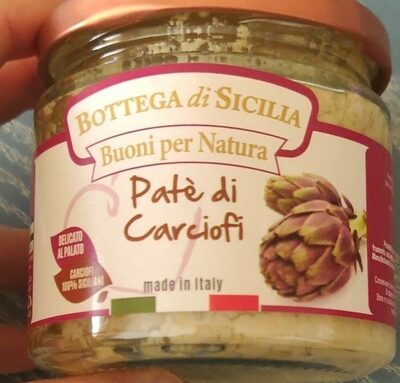 BOTTEGA di SICILIA
Buoni per Natura
Patè di
Carciofi
DELICATO
AL PALATO
CARCIOFI
100% SICILIANI
made in Italy